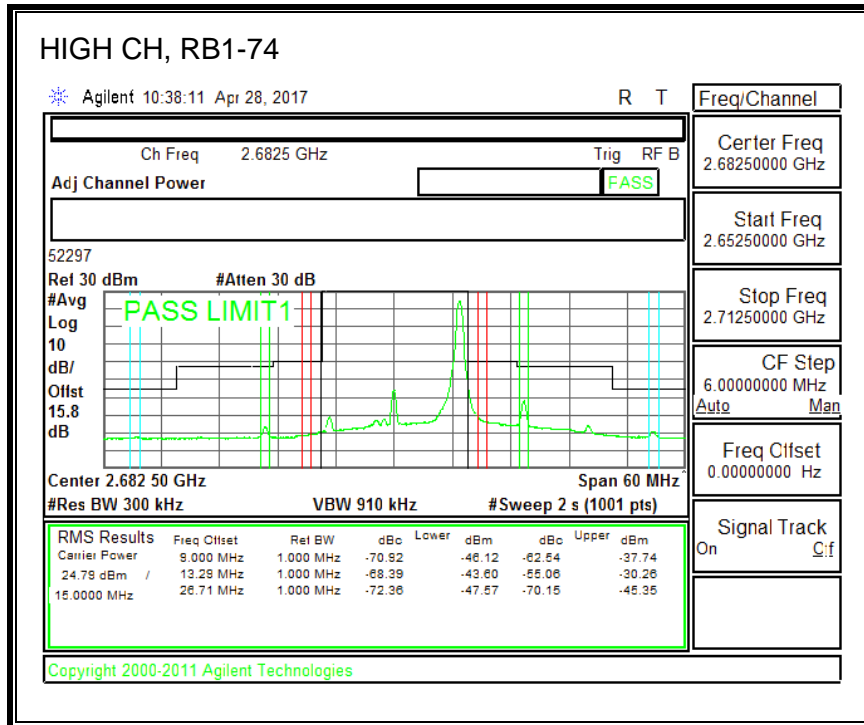 HIGH CH, RB1-74
Agilent 10:38:11 Apr 28, 2017 R T
Freq/Channel
Ch Freq 2.6825 GHz Trig RF B
Adj Channel Power
FASS
Center Freq
2.68250000 GHz
Start Freq
2.65250000 GHz
52297
Ref 30 dBm #Atten 30 dB
#Avg
Log
10
dB/
Offst
15.8
dB
PASS LIMIT1
Stop Freq
2.71250000 GHz
CF Step
6.00000000 MHz
Auto Man
Freq Offset
0.00000000 Hz
Center 2.682 50 GHz Span 60 MHz
#Res BW 300 kHz VBW 910 kHz #Sweep 2 s (1001 pts)
Signal Track
On Off
RMS Results Freq Offset Ref BW dBc Lower dBm dBc Upper dBm
Carrier Power 9.000 MHz 1.000 MHz -70.92 -46.12 -62.54 -37.74
24.79 dBm / 13.29 MHz 1.000 MHz -68.39 -43.60 -55.06 -30.26
15.0000 MHz 26.71 MHz 1.000 MHz -72.36 -47.57 -70.15 -45.35
Copyright 2000-2011 Agilent Technologies